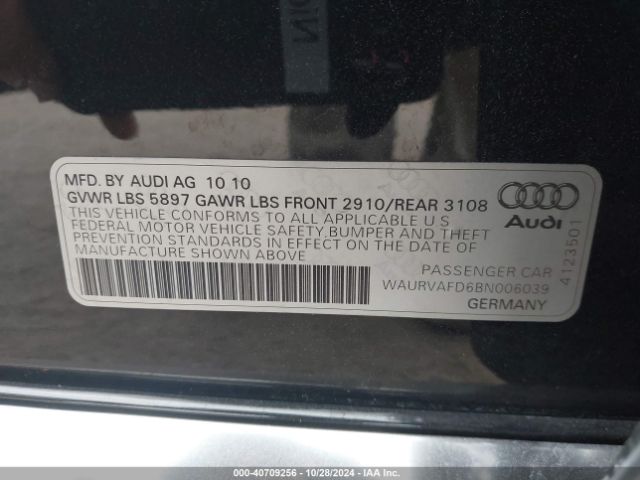 MFD. BY AUDI AG 10 10
GVWR LBS 5897 GAWR LBS FRONT 2910/REAR 3108
THIS VEHICLE CONFORMS TO ALL APPLICABLE U S
FEDERAL MOTOR VEHICLE SAFETY,BUMPER AND THEFT
PREVENTION STANDARDS IN EFFECT ON THE DATE OF
MANUFACTURE SHOWN ABOVE
Audi
PASSENGER CAR
WAURVAFD6BN006039
GERMANY
4123501
000-40709256 | 10/28/2024 | IAAI.COM